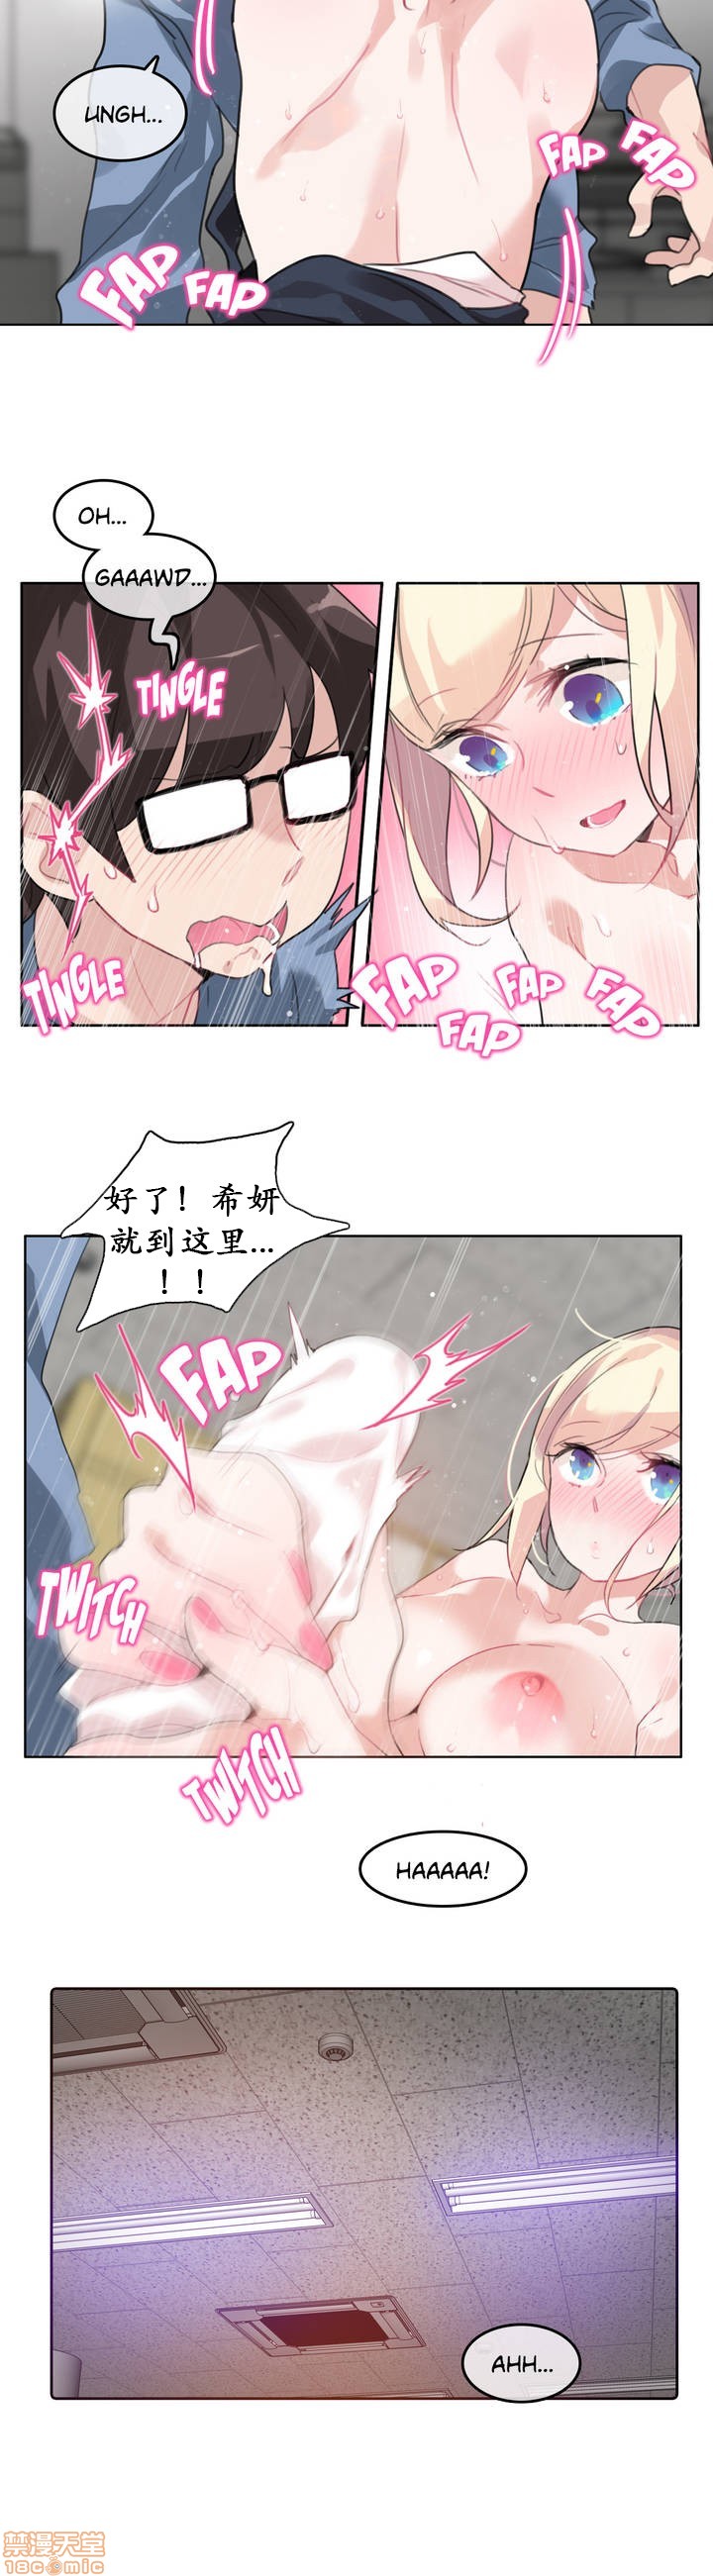 UNGH...
FAP
FAP
FAP
FAP
OH...
GAAAWD...
TINGLE
TINGLE
FAP
FAP
FAP
FAP
好了！希妍
就到这里...
！！
FAP
TWITCH
TWITCH
HAAAAA!
AHH...
禁漫天堂
18comic